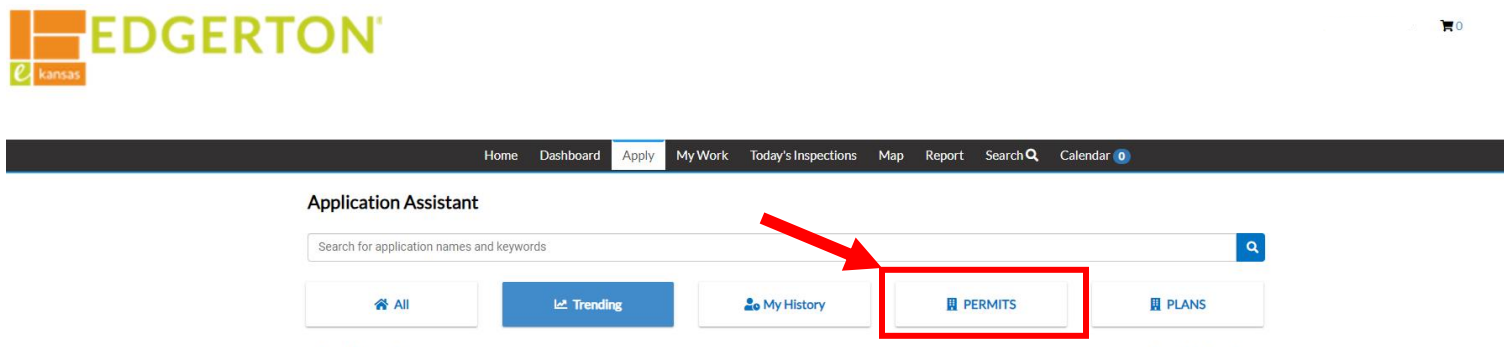 EDGERTON®
e kansas
0
Home Dashboard Apply My Work Today's Inspections Map Report Search Calendar 0
Application Assistant
Search for application names and keywords
All Trending My History PERMITS PLANS